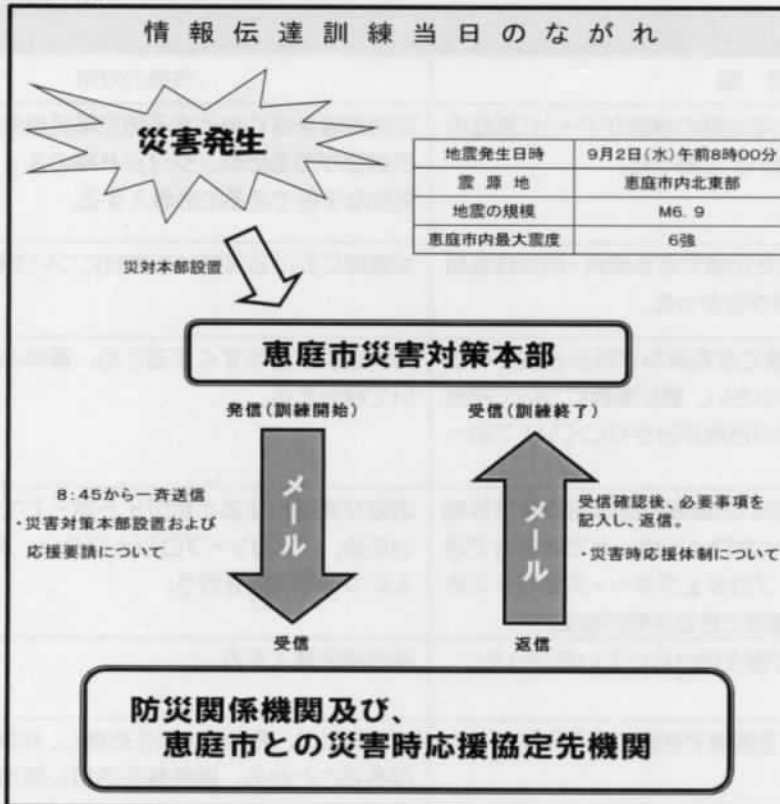 情報伝達訓練当日のながれ
災害発生
地震発生日時 9月2日(水)午前8時00分
震源地 恵庭市内北東部
地震の規模 M6.9
恵庭市内最大震度 6強
災対本部設置
恵庭市災害対策本部
発信(訓練開始)
受信(訓練終了)
メール
メール
8:45から一斉送信
・災害対策本部設置および
応援要請について
受信確認後、必要事項を
記入し、返信。
・災害時応援体制について
受信
返信
防災関係機関及び、
恵庭市との災害時応援協定先機関